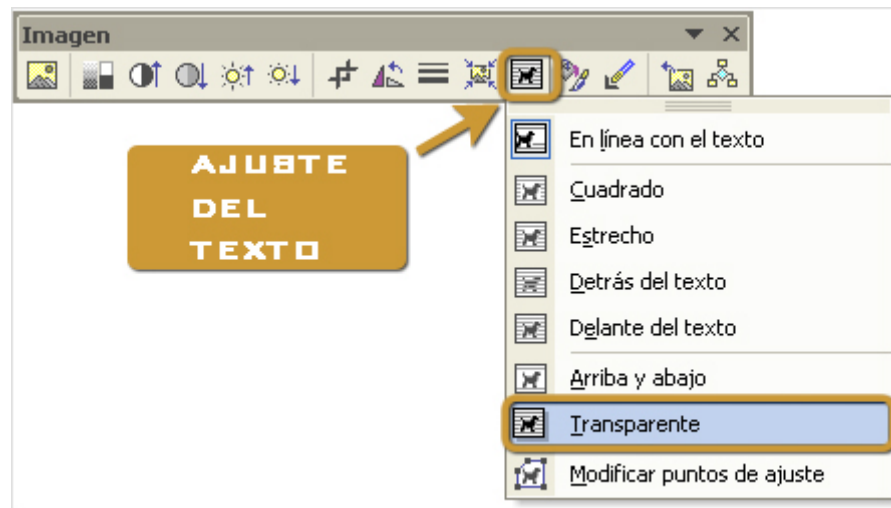 Imagen
AJUSTE
DEL
TEXTO
En línea con el texto
Cuadrado
Estrecho
Detrás del texto
Delante del texto
Arriba y abajo
Transparente
Modificar puntos de ajuste